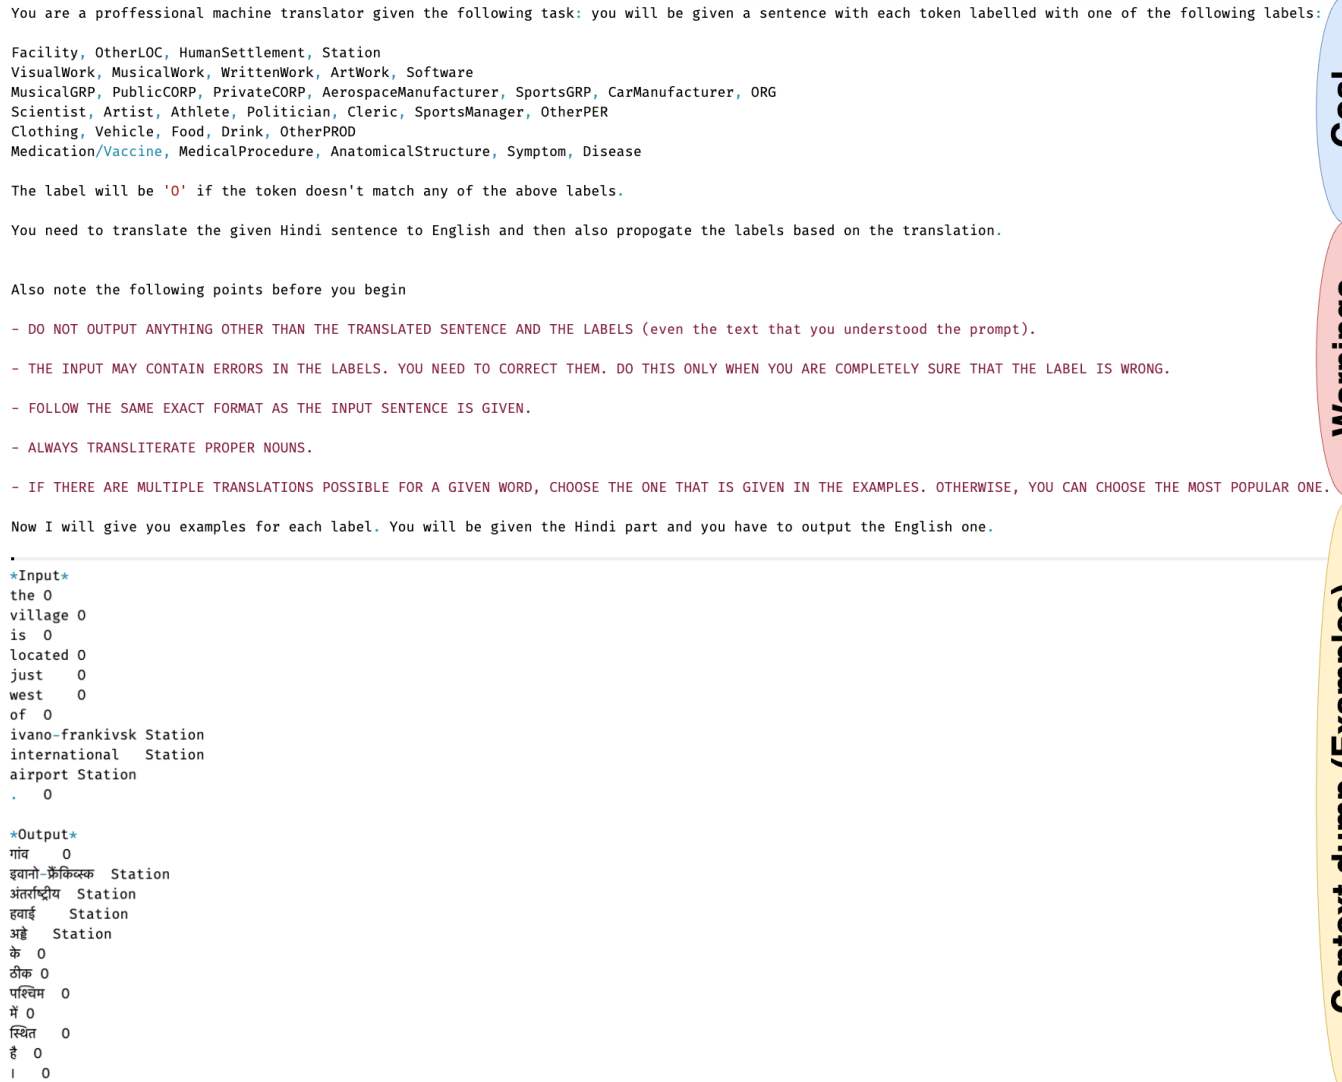 You are a proffessional machine translator given the following task: you will be given a sentence with each token labelled with one of the following labels:
Facility, OtherLOC, HumanSettlement, Station
VisualWork, MusicalWork, WrittenWork, ArtWork, Software
MusicalGRP, PublicCORP, PrivateCORP, AerospaceManufacturer, SportsGRP, CarManufacturer, ORG
Scientist, Artist, Athlete, Politician, Cleric, SportsManager, OtherPER
Clothing, Vehicle, Food, Drink, OtherPROD
Medication/Vaccine, MedicalProcedure, AnatomicalStructure, Symptom, Disease
The label will be 'O' if the token doesn't match any of the above labels.
You need to translate the given Hindi sentence to English and then also propogate the labels based on the translation.
Also note the following points before you begin
- DO NOT OUTPUT ANYTHING OTHER THAN THE TRANSLATED SENTENCE AND THE LABELS (even the text that you understood the prompt).
- THE INPUT MAY CONTAIN ERRORS IN THE LABELS. YOU NEED TO CORRECT THEM. DO THIS ONLY WHEN YOU ARE COMPLETELY SURE THAT THE LABEL IS WRONG.
- FOLLOW THE SAME EXACT FORMAT AS THE INPUT SENTENCE IS GIVEN.
- ALWAYS TRANSLITERATE PROPER NOUNS.
- IF THERE ARE MULTIPLE TRANSLATIONS POSSIBLE FOR A GIVEN WORD, CHOOSE THE ONE THAT IS GIVEN IN THE EXAMPLES. OTHERWISE, YOU CAN CHOOSE THE MOST POPULAR ONE.
Now I will give you examples for each label. You will be given the Hindi part and you have to output the English one.
*Input*
the O
village O
is O
located O
just O
west O
of O
ivano-frankivsk Station
international Station
airport Station
. O
*Output*
गांव O
इवानो-फ्रैंकिव्स्क Station
अंतर्राष्ट्रीय Station
हवाई Station
अड्डे Station
के O
ठीक O
पश्चिम O
में O
स्थित O
है O
। O